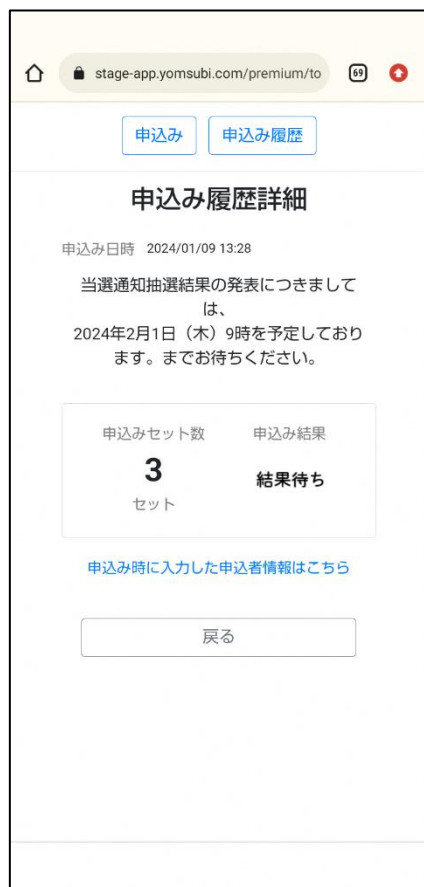 stage-app.yomsubi.com/premium/to
69
申込み
申込み履歴
申込み履歴詳細
申込み日時 2024/01/09 13:28
当選通知抽選結果の発表につきまして
は、
2024年2月1日（木）9時を予定しており
ます。までお待ちください。
申込みセット数 申込み結果
3 結果待ち
セット
申込み時に入力した申込者情報はこちら
戻る